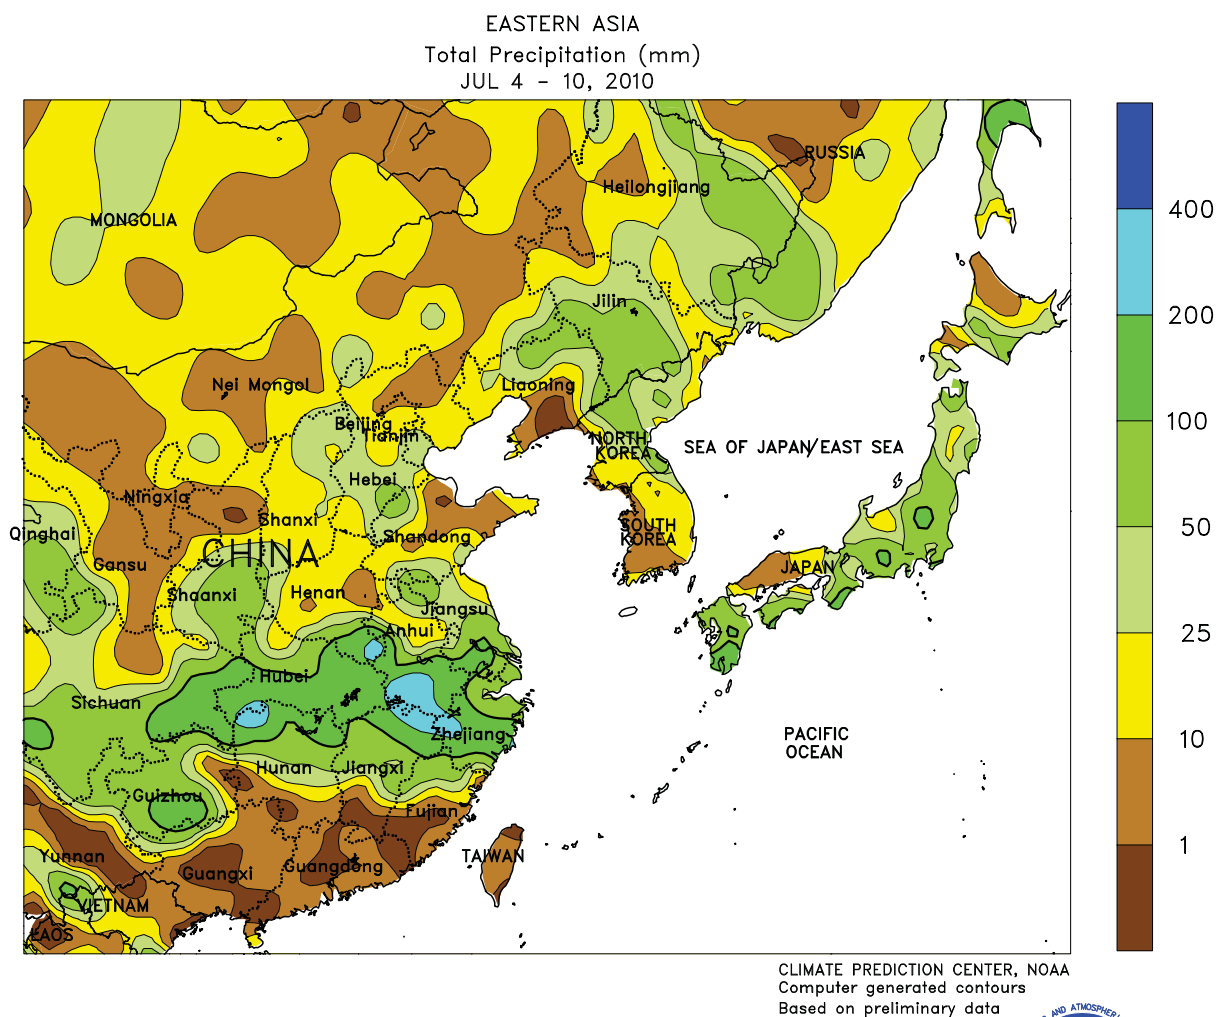 EASTERN ASIA
Total Precipitation (mm)
JUL 4 - 10, 2010
RUSSIA
Heilongjiang
MONGOLIA
400
Jilin
200
Nei Mongol
Liaoning
Beijing
Tianjin
100
NORTH
KOREA
SEA OF JAPAN/EAST SEA
Hebei
Ningxia
Shanxi
50
SOUTH
KOREA
Qinghai
Shandong
CHINA
Gansu
JAPAN
Shaanxi
Henan
Jiangsu
Anhui
25
Hubei
Sichuan
Zhejiang
PACIFIC
OCEAN
10
Hunan
Jiangxi
Guizhou
Fujian
1
Yunnan
TAIWAN
Guangxi
Guangdong
VIETNAM
LAOS
CLIMATE PREDICTION CENTER, NOAA
Computer generated contours
Based on preliminary data
AND ATMOSPHERI